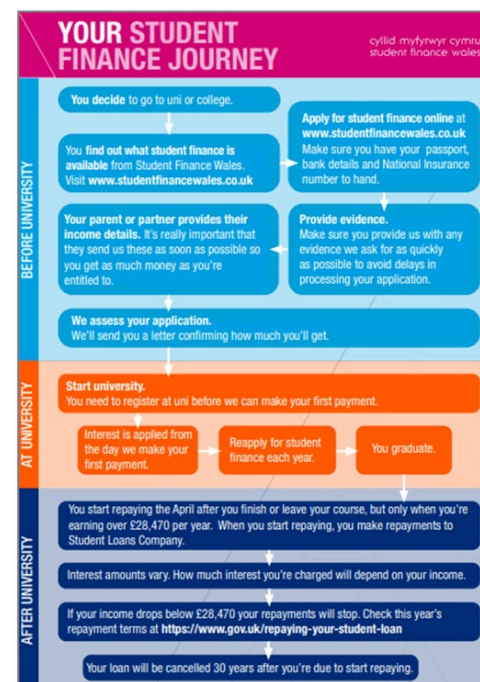 YOUR STUDENT
FINANCE JOURNEY
cyllid myfyrwyr cymru
student finance wales
BEFORE UNIVERSITY
You decide to go to uni or college.
You find out what student finance is
available from Student Finance Wales.
Visit www.studentfinancewales.co.uk
Apply for student finance online at
www.studentfinancewales.co.uk
Make sure you have your passport,
bank details and National Insurance
number to hand.
Provide evidence.
Make sure you provide us with any
evidence we ask for as quickly
as possible to avoid delays in
processing your application.
Your parent or partner provides their
income details. It's really important that
they send us these as soon as possible so
you get as much money as you're
entitled to.
We assess your application.
We'll send you a letter confirming how much you'll get.
AT UNIVERSITY
Start university.
You need to register at uni before we can make your first payment.
Interest is applied from
the day we make your
first payment.
Reapply for student
finance each year.
You graduate.
AFTER UNIVERSITY
You start repaying the April after you finish or leave your course, but only when you're
earning over £28,470 per year. When you start repaying, you make repayments to
Student Loans Company.
Interest amounts vary. How much interest you're charged will depend on your income.
If your income drops below £28,470 your repayments will stop. Check this year's
repayment terms at https://www.gov.uk/repaying-your-student-loan
Your loan will be cancelled 30 years after you're due to start repaying.